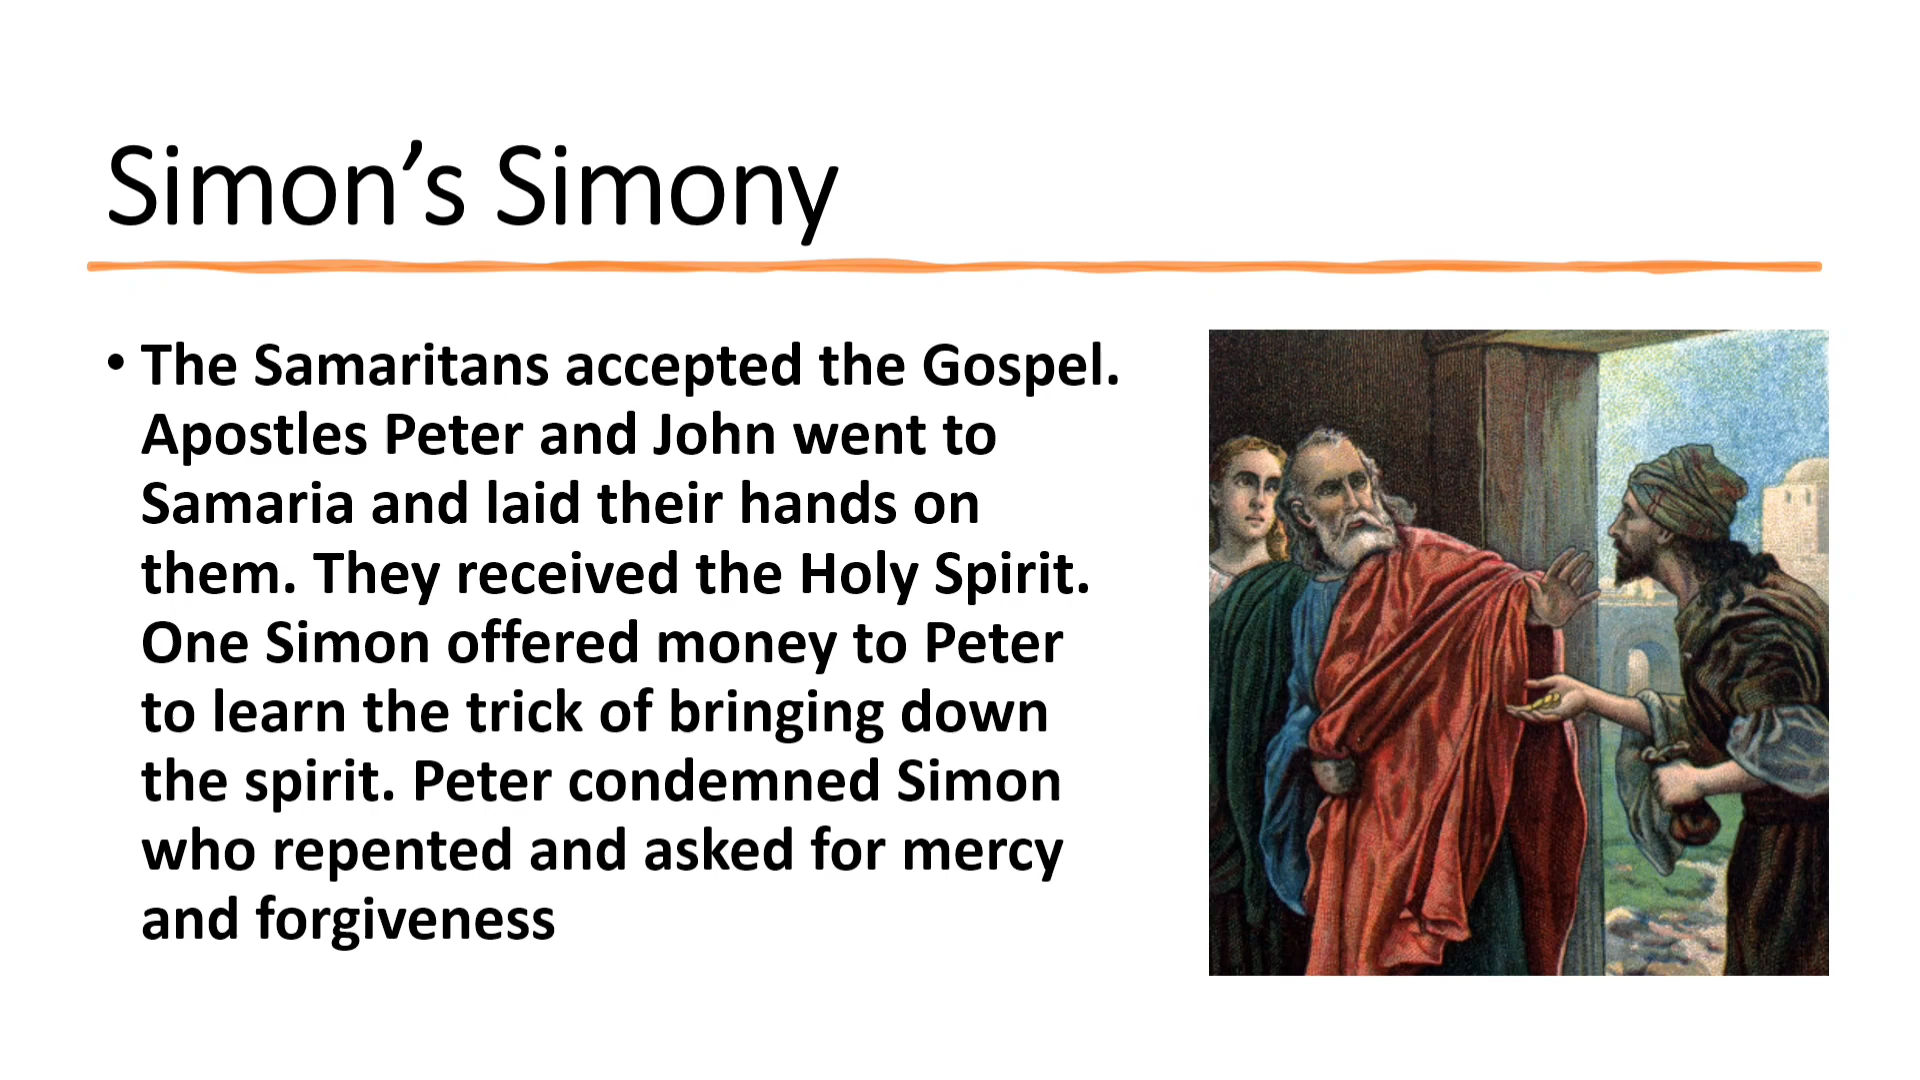 Simon’s Simony
• The Samaritans accepted the Gospel.
Apostles Peter and John went to
Samaria and laid their hands on
them. They received the Holy Spirit.
One Simon offered money to Peter
to learn the trick of bringing down
the spirit. Peter condemned Simon
who repented and asked for mercy
and forgiveness